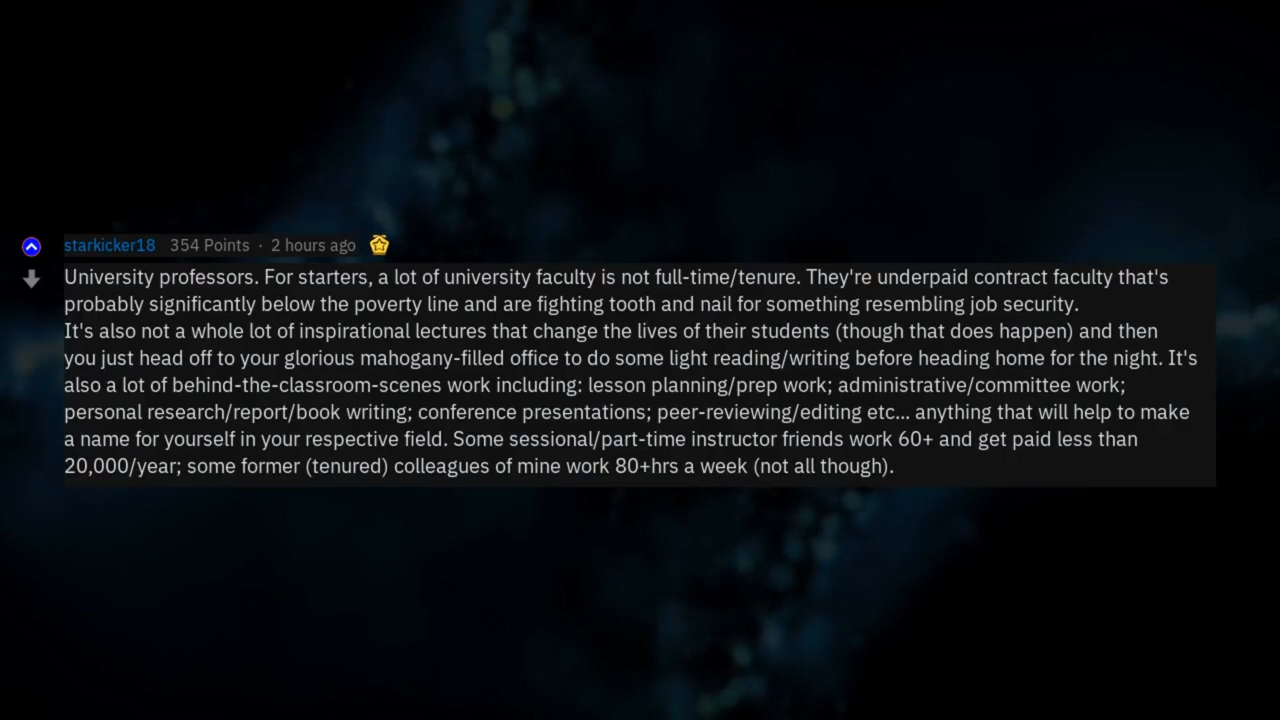 starkicker18 354 Points · 2 hours ago
University professors. For starters, a lot of university faculty is not full-time/tenure. They're underpaid contract faculty that's
probably significantly below the poverty line and are fighting tooth and nail for something resembling job security.
It's also not a whole lot of inspirational lectures that change the lives of their students (though that does happen) and then
you just head off to your glorious mahogany-filled office to do some light reading/writing before heading home for the night. It's
also a lot of behind-the-classroom-scenes work including: lesson planning/prep work; administrative/committee work;
personal research/report/book writing; conference presentations; peer-reviewing/editing etc... anything that will help to make
a name for yourself in your respective field. Some sessional/part-time instructor friends work 60+ and get paid less than
20,000/year; some former (tenured) colleagues of mine work 80+hrs a week (not all though).